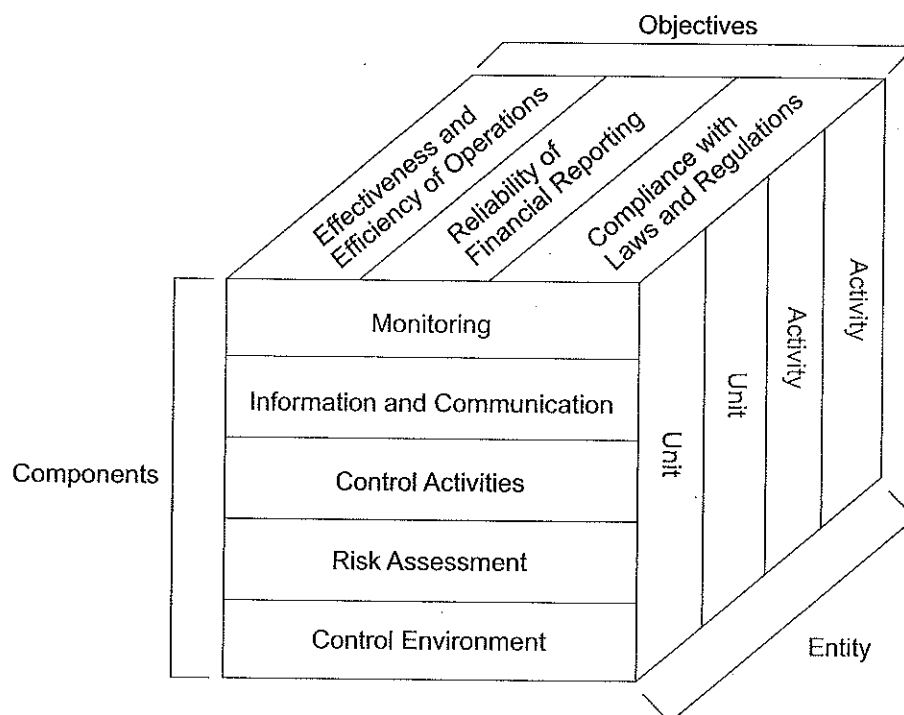 Objectives
Effectiveness and
Efficiency of Operations
Reliability of
Financial Reporting
Compliance with
Laws and Regulations
Components
Monitoring
Information and Communication
Control Activities
Risk Assessment
Control Environment
Unit
Unit
Activity
Activity
Entity